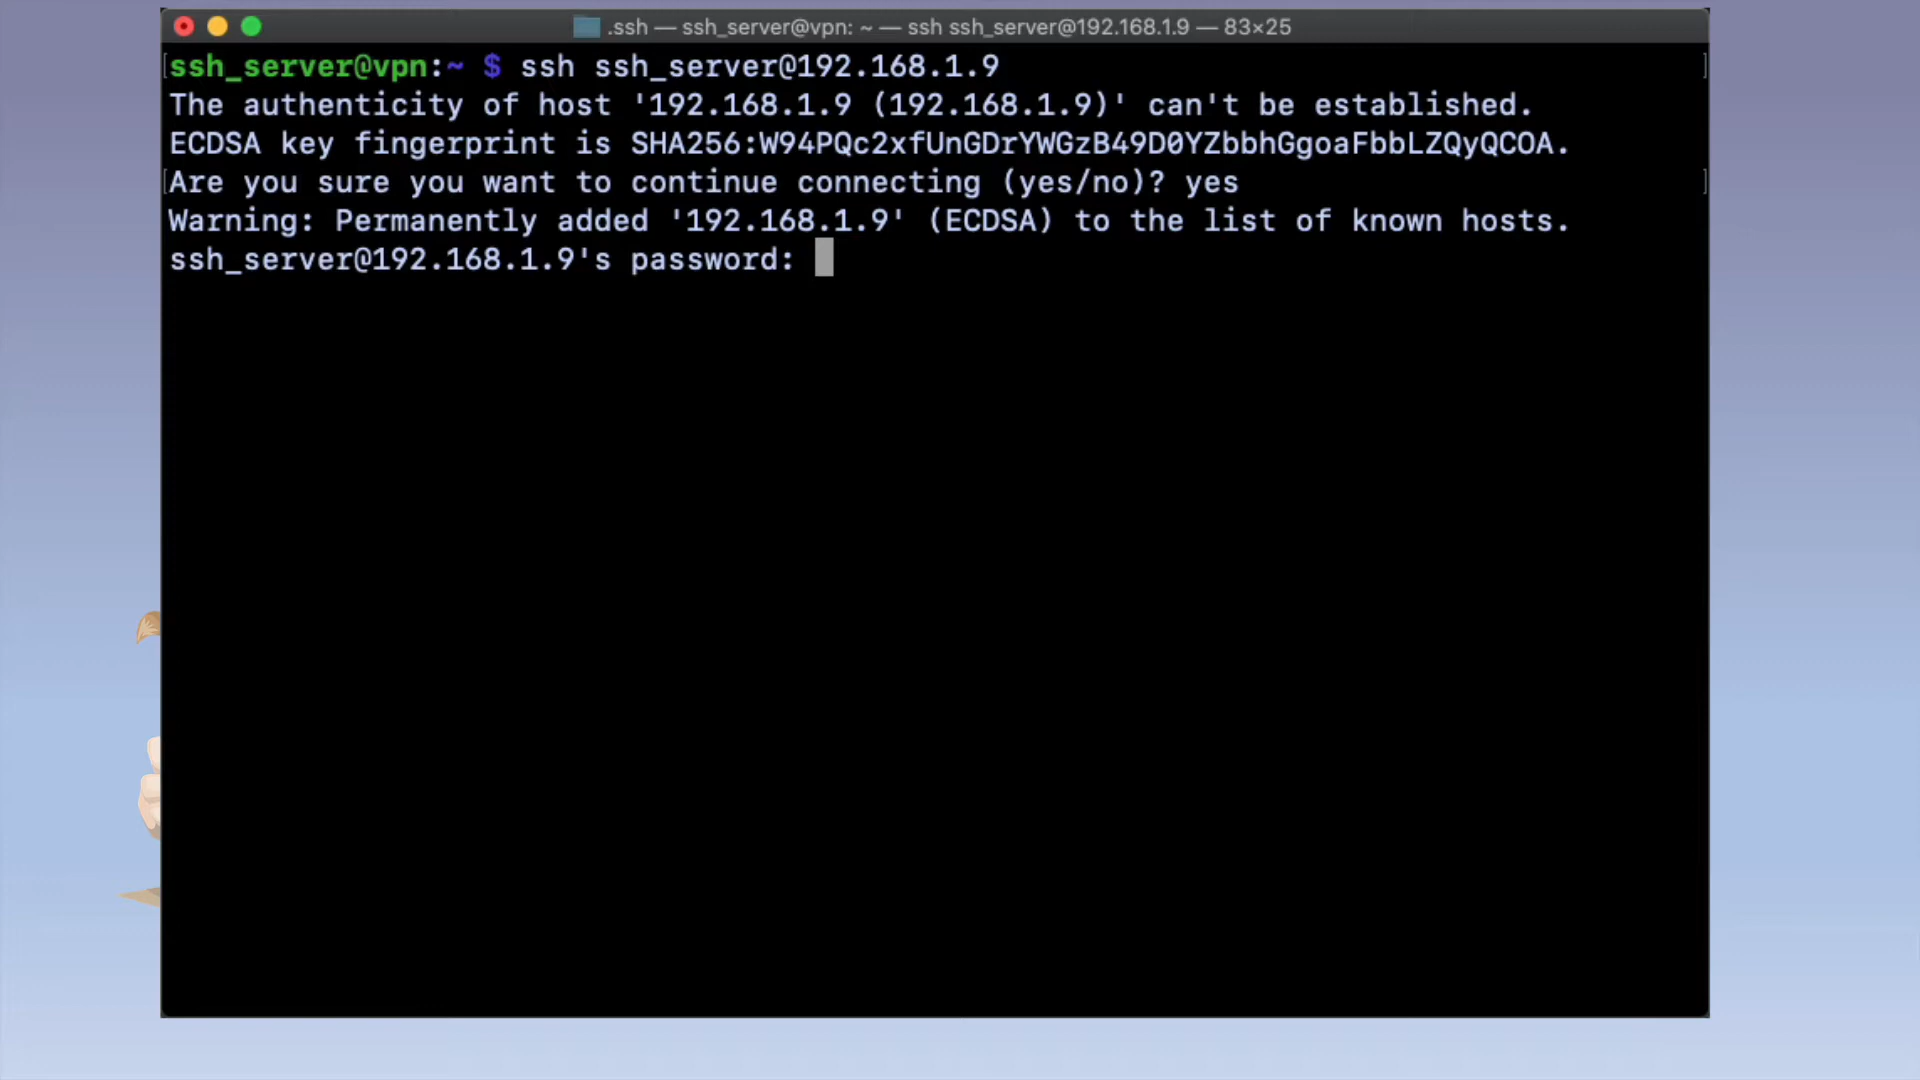 .ssh — ssh_server@vpn: ~ — ssh ssh_server@192.168.1.9 — 83×25
ssh_server@vpn:~ $ ssh ssh_server@192.168.1.9
The authenticity of host '192.168.1.9 (192.168.1.9)' can't be established.
ECDSA key fingerprint is SHA256:W94PQc2xfUnGDrYWGzB49D0YZbbhGgoaFbbLZQyQCOA.
Are you sure you want to continue connecting (yes/no)? yes
Warning: Permanently added '192.168.1.9' (ECDSA) to the list of known hosts.
ssh_server@192.168.1.9's password: